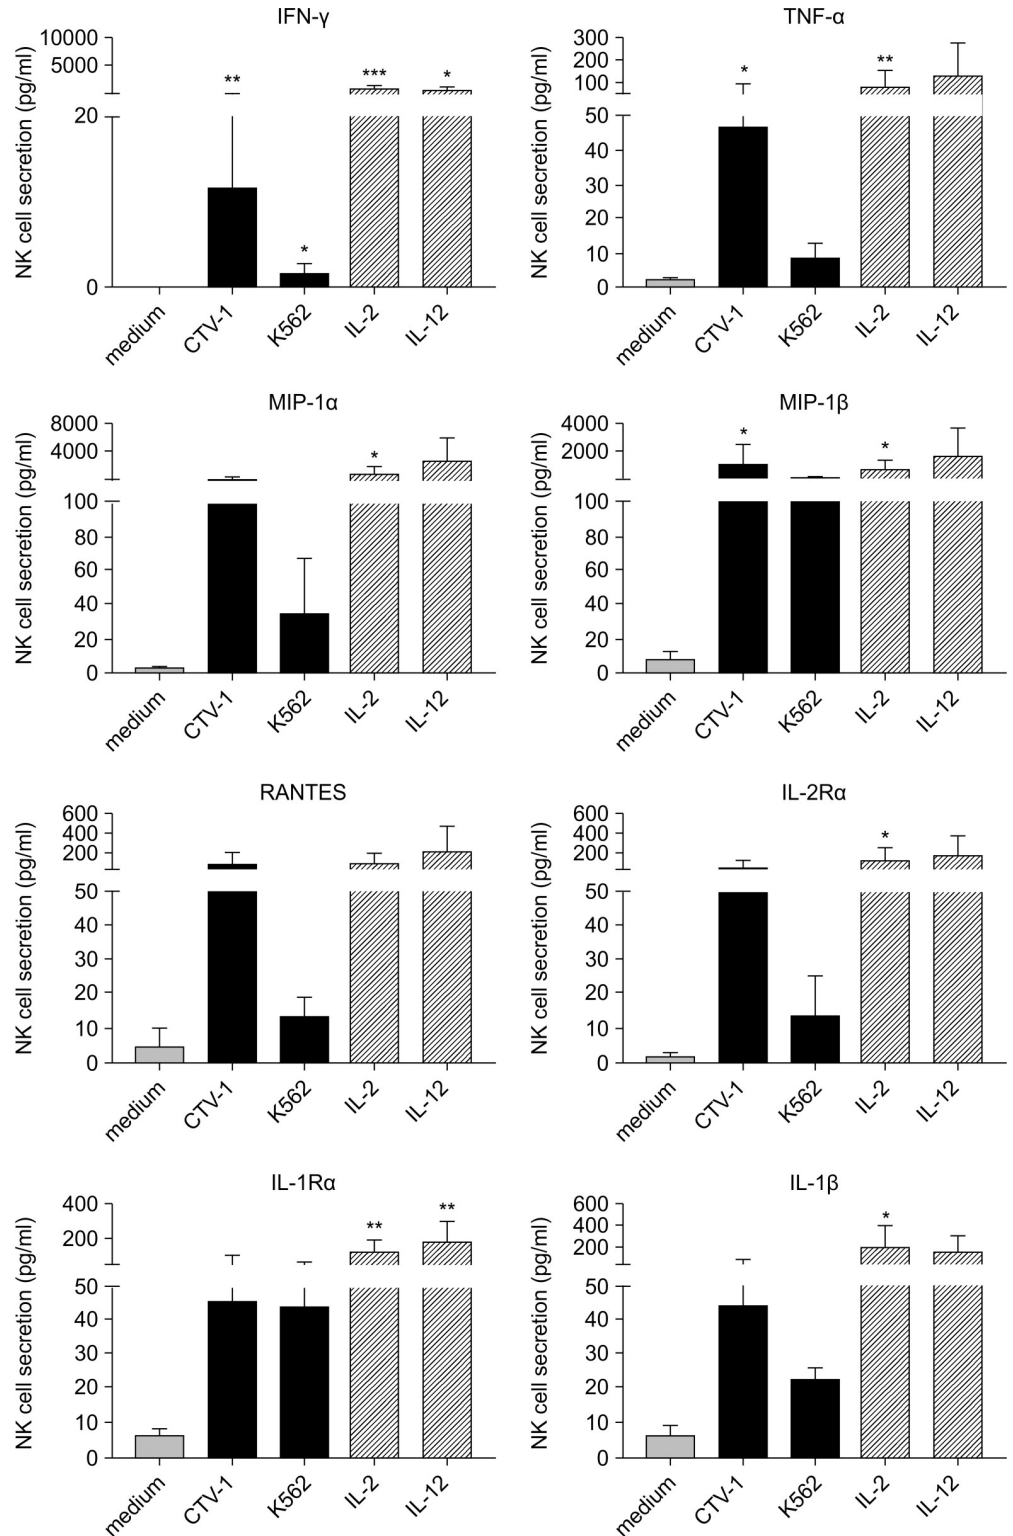 IFN-γ
NK cell secretion (pg/ml)
10000
5000
20
0
**
*
***
*
medium
CTV-1
K562
IL-2
IL-12
TNF-α
NK cell secretion (pg/ml)
300
200
100
50
40
30
20
10
0
*
**
medium
CTV-1
K562
IL-2
IL-12
MIP-1α
NK cell secretion (pg/ml)
8000
4000
100
80
60
40
20
0
*
medium
CTV-1
K562
IL-2
IL-12
MIP-1β
NK cell secretion (pg/ml)
4000
2000
100
80
60
40
20
0
*
*
medium
CTV-1
K562
IL-2
IL-12
RANTES
NK cell secretion (pg/ml)
600
400
200
50
40
30
20
10
0
medium
CTV-1
K562
IL-2
IL-12
IL-2Rα
NK cell secretion (pg/ml)
600
400
200
50
40
30
20
10
0
*
medium
CTV-1
K562
IL-2
IL-12
IL-1Rα
NK cell secretion (pg/ml)
400
200
50
40
30
20
10
0
**
**
medium
CTV-1
K562
IL-2
IL-12
IL-1β
NK cell secretion (pg/ml)
600
400
200
50
40
30
20
10
0
*
medium
CTV-1
K562
IL-2
IL-12